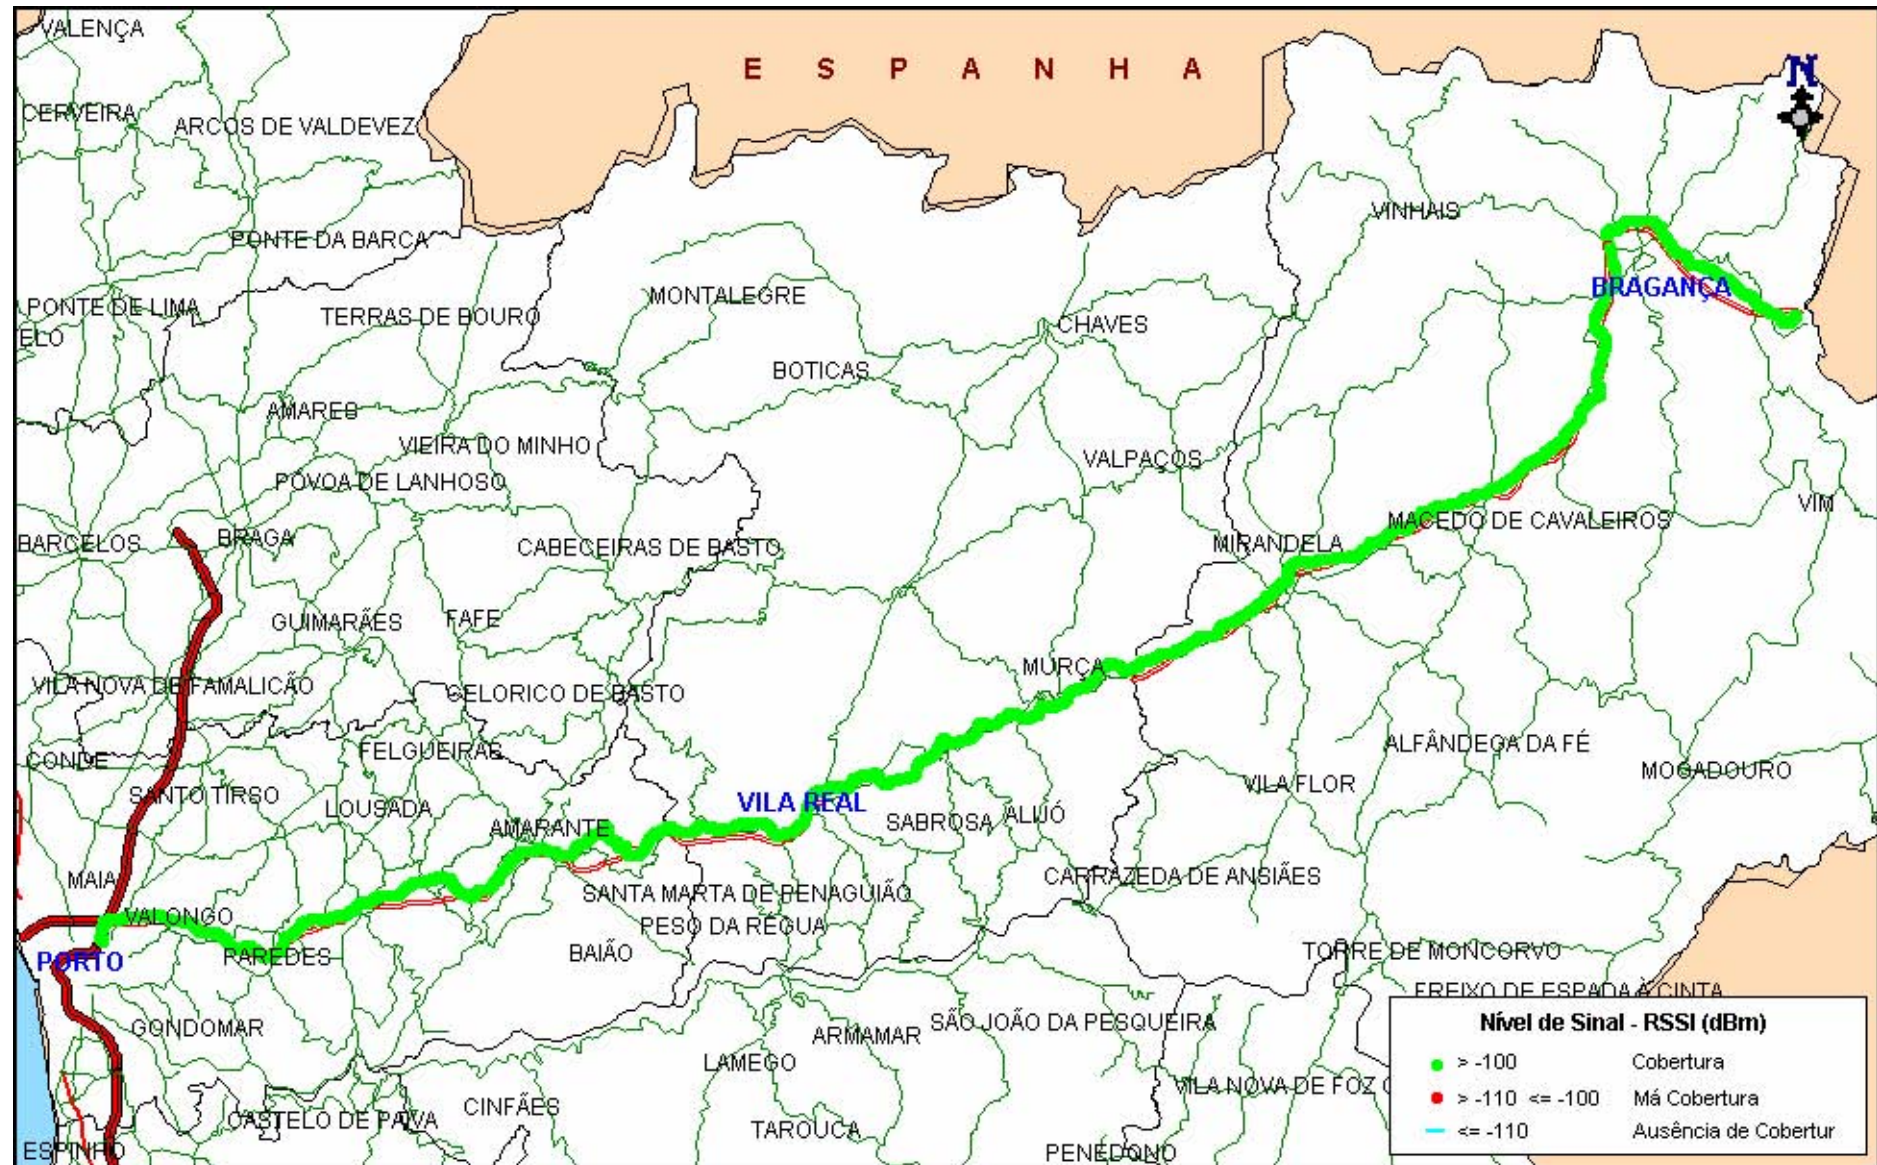 VALENÇA
E S P A N H A
N
CERVEIRA
ARCOS DE VALDEVEZ
VINHAIS
PONTE DA BARCA
BRAGANÇA
MONTALEGRE
PONTE DE LIMA
TERRAS DE BOURO
CHAVES
ELO
BOTICAS
AMARES
VIEIRA DO MINHO
VALPAÇOS
POVOA DE LANHOSO
VIM
MACEDO DE CAVALEIROS
BARCELOS
BRAGA
CABECEIRAS DE BASTO
MIRANDELA
GUIMARÃES
FAFE
MURÇA
VILA NOVA DE FAMALICÃO
CELORICO DE BASTO
FELGUEIRAS
ALFÂNDEGA DA FÉ
CONDE
MOGADOURO
SANTO TIRSO
VILA FLOR
LOUSADA
VILA REAL
AMARANTE
SABROSA
ALIJÓ
MAIA
SANTA MARTA DE PENAGUIÃO
CARRAZEDA DE ANSIÃES
VALONGO
PESO DA RÉGUA
PORTO
PAREDES
BAIÃO
TORRE DE MONCORVO
FREIXO DE ESPADA À CINTA
GONDOMAR
ARMAMAR
SÃO JOÃO DA PESQUEIRA
LAMEGO
VILA NOVA DE FOZ C
CINFÃES
CASTELO DE PAIVA
TAROUCA
ESPINHO
PENEDONO
Nível de Sinal - RSSI (dBm)
> -100 Cobertura
> -110 <= -100 Má Cobertura
<= -110 Ausência de Cobertur